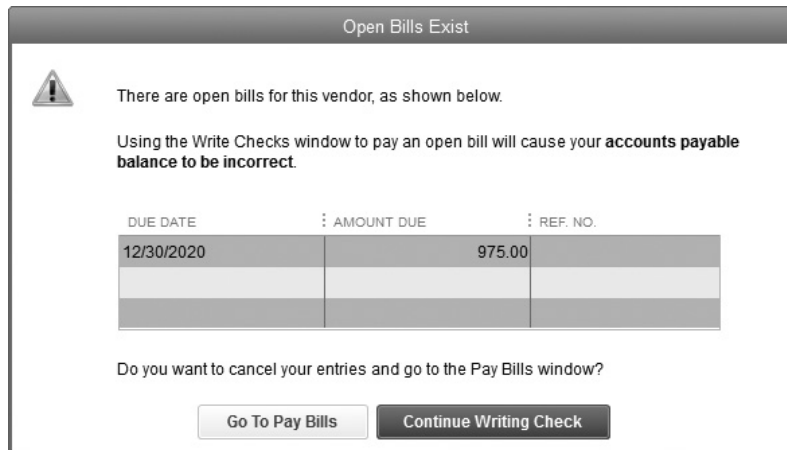 Open Bills Exist
There are open bills for this vendor, as shown below.
Using the Write Checks window to pay an open bill will cause your accounts payable
balance to be incorrect.
DUE DATE AMOUNT DUE REF. NO.
12/30/2020 975.00
Do you want to cancel your entries and go to the Pay Bills window?
Go To Pay Bills Continue Writing Check